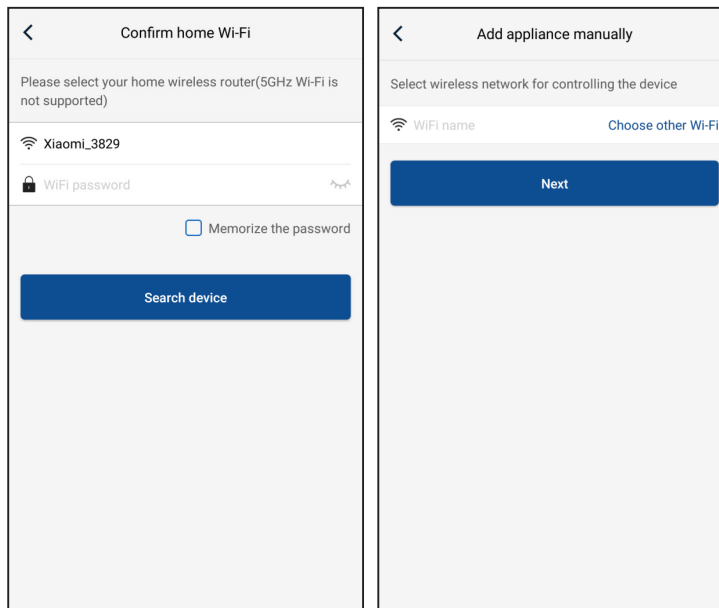 Confirm home Wi-Fi
Please select your home wireless router(5GHz Wi-Fi is
not supported)
Xiaomi_3829
WiFi password
Memorize the password
Search device
Add appliance manually
Select wireless network for controlling the device
WiFi name
Choose other Wi-Fi
Next